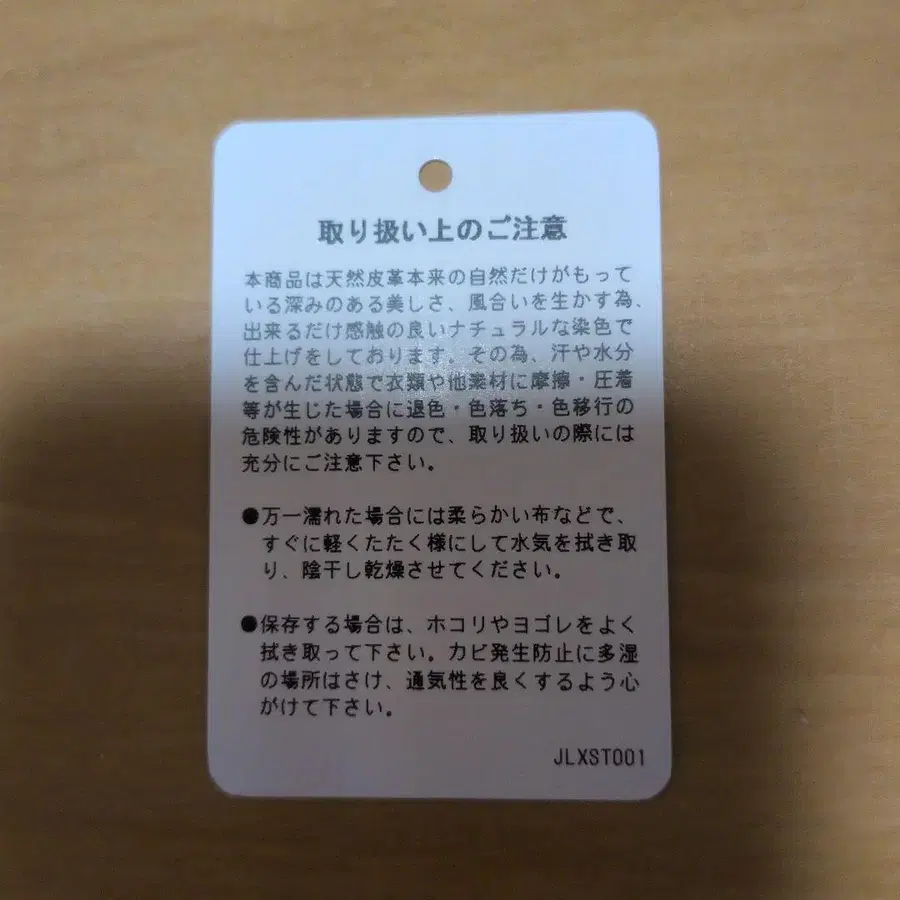 取り扱い上のご注意
本商品は天然皮革本来の自然だけがもって
いる深みのある美しさ、風合いを生かす為、
出来るだけ感触の良いナチュラルな染色で
仕上げをしております。その為、汗や水分
を含んだ状態で衣類や他素材に摩擦・圧着
等が生じた場合に退色・色落ち・色移行の
危険性がありますので、取り扱いの際には
充分にご注意下さい。
●万一濡れた場合には柔らかい布などで、
すぐに軽くたたく様にして水気を拭き取
り、陰干し乾燥させてください。
●保存する場合は、ホコリやヨゴレをよく
拭き取って下さい。カビ発生防止に多湿
の場所はさけ、通気性を良くするよう心
がけて下さい。
JLXST001